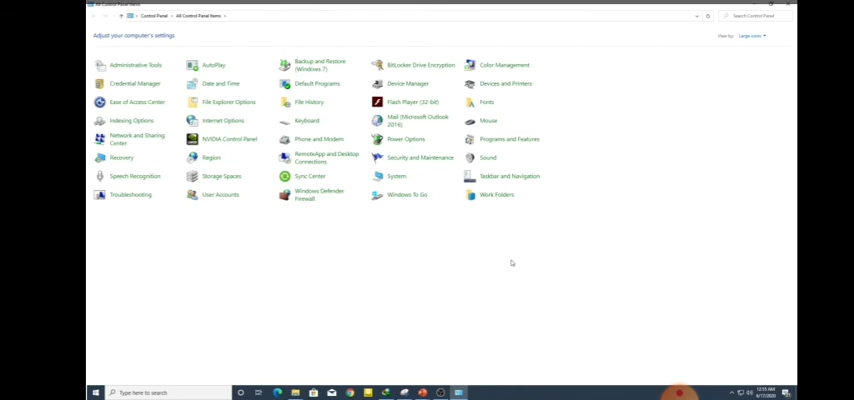 All Control Panel Items
Control Panel > All Control Panel Items >
Search Control Panel
Adjust your computer's settings
View by: Large icons
Administrative Tools
AutoPlay
Backup and Restore
(Windows 7)
BitLocker Drive Encryption
Color Management
Credential Manager
Date and Time
Default Programs
Device Manager
Devices and Printers
Ease of Access Center
File Explorer Options
File History
Flash Player (32-bit)
Fonts
Indexing Options
Internet Options
Keyboard
Mail (Microsoft Outlook
2016)
Mouse
Network and Sharing
Center
NVIDIA Control Panel
Phone and Modem
Power Options
Programs and Features
Recovery
Region
RemoteApp and Desktop
Connections
Security and Maintenance
Sound
Speech Recognition
Storage Spaces
Sync Center
System
Taskbar and Navigation
Troubleshooting
User Accounts
Windows Defender
Firewall
Windows To Go
Work Folders
Type here to search
12:55 AM
6/17/2020